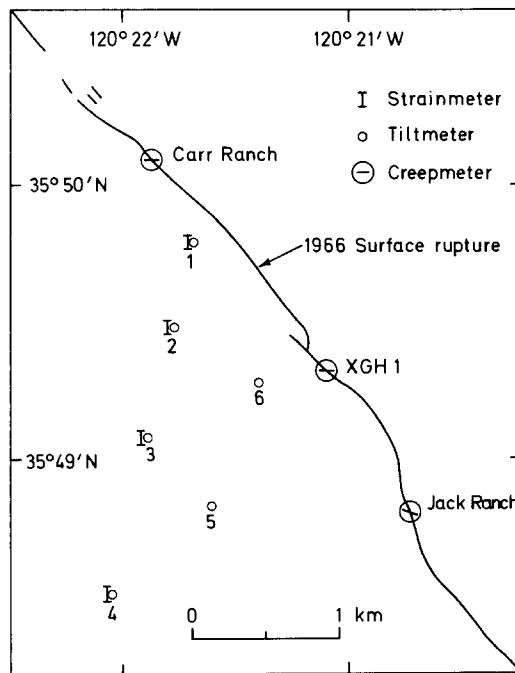 120° 22′ W
120° 21′ W
Strainmeter
Tiltmeter
Creepmeter
Carr Ranch
35° 50′ N
1
1966 Surface rupture
2
XGH 1
6
35° 49′ N
3
Jack Ranch
5
4
0
1 km